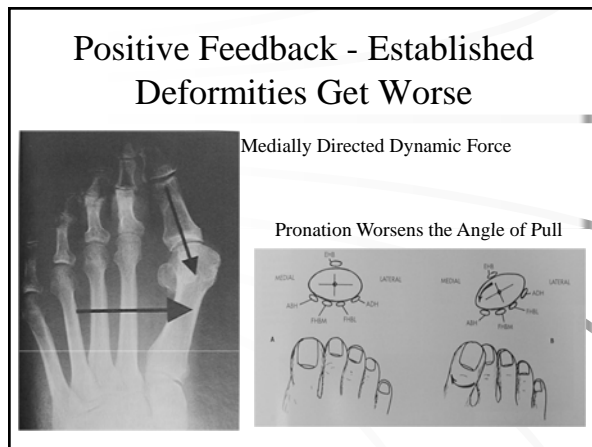 Positive Feedback - Established
Deformities Get Worse
Medially Directed Dynamic Force
Pronation Worsens the Angle of Pull
EHB
MEDIAL
LATERAL
ABH
ADH
FHBM
FHBL
A
MEDIAL
EHB
LATERAL
ADH
FHBL
ABH
FHBM
B